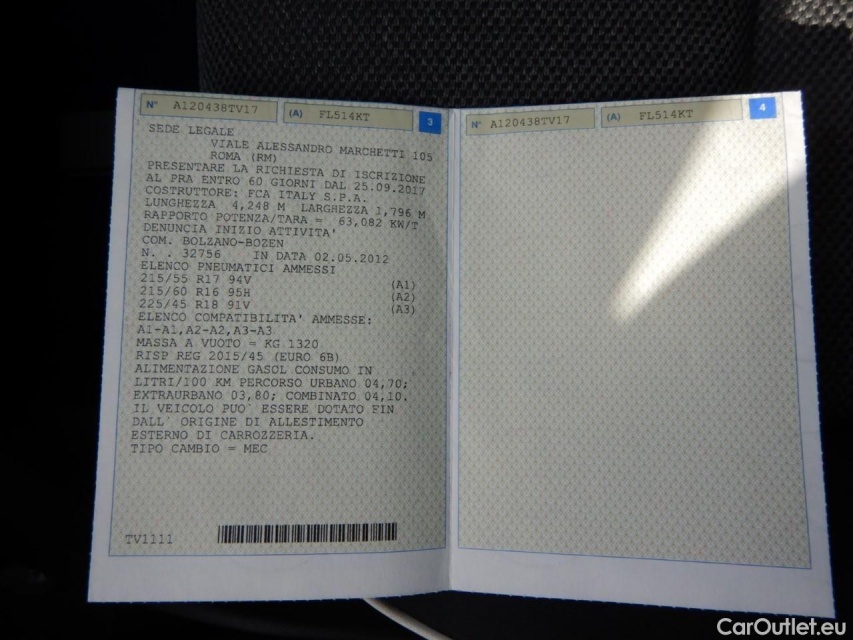 N° A120438TV17 (A) FL514KT 3
SEDE LEGALE
VIALE ALESSANDRO MARCHETTI 105
ROMA (RM)
PRESENTARE LA RICHIESTA DI ISCRIZIONE
AL PRA ENTRO 60 GIORNI DAL 25.09.2017
COSTRUTTORE: FCA ITALY S.P.A.
LUNGHEZZA 4,248 M LARGHEZZA 1,796 M
RAPPORTO POTENZA/TARA = 63,082 KW/T
DENUNCIA INIZIO ATTIVITA'
COM. BOLZANO-BOZEN
N. . 32756 IN DATA 02.05.2012
ELENCO PNEUMATICI AMMESSI
215/55 R17 94V (A1)
215/60 R16 95H (A2)
225/45 R18 91V (A3)
ELENCO COMPATIBILITA' AMMESSE:
A1-A1,A2-A2,A3-A3
MASSA A VUOTO = KG 1320
RISP REG 2015/45 (EURO 6B)
ALIMENTAZIONE GASOL CONSUMO IN
LITRI/100 KM PERCORSO URBANO 04,70;
EXTRAURBANO 03,80; COMBINATO 04,10.
IL VEICOLO PUO' ESSERE DOTATO FIN
DALL' ORIGINE DI ALLESTIMENTO
ESTERNO DI CARROZZERIA.
TIPO CAMBIO = MEC
TV1111
N° A120438TV17 (A) FL514KT 4
CarOutlet.eu